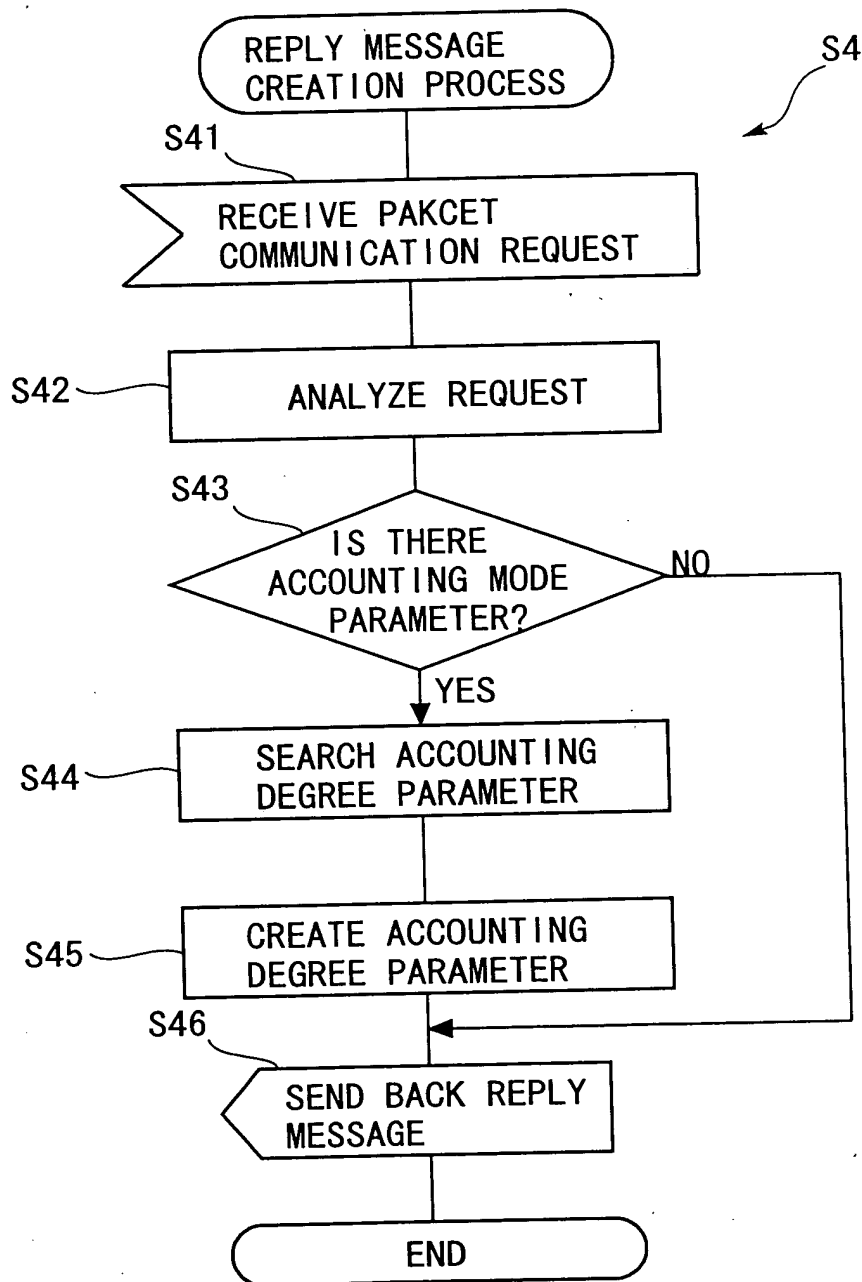 REPLY MESSAGE
CREATION PROCESS
S4
S41
RECEIVE PAKCET
COMMUNICATION REQUEST
S42
ANALYZE REQUEST
S43
IS THERE
ACCOUNTING MODE
PARAMETER?
NO
YES
S44
SEARCH ACCOUNTING
DEGREE PARAMETER
S45
CREATE ACCOUNTING
DEGREE PARAMETER
S46
SEND BACK REPLY
MESSAGE
END